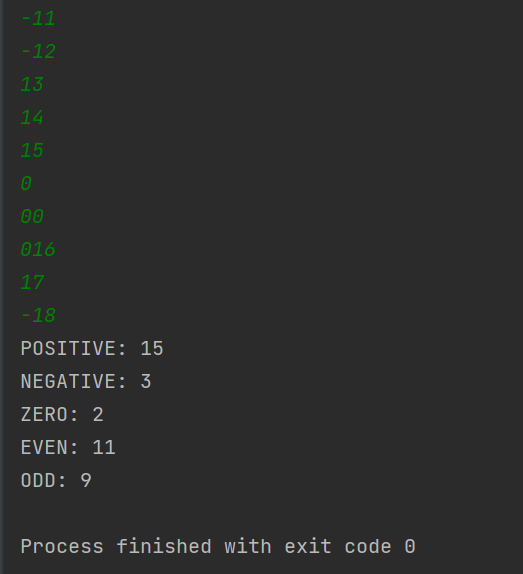 -11
-12
13
14
15
0
00
016
17
-18
POSITIVE: 15
NEGATIVE: 3
ZERO: 2
EVEN: 11
ODD: 9
Process finished with exit code 0